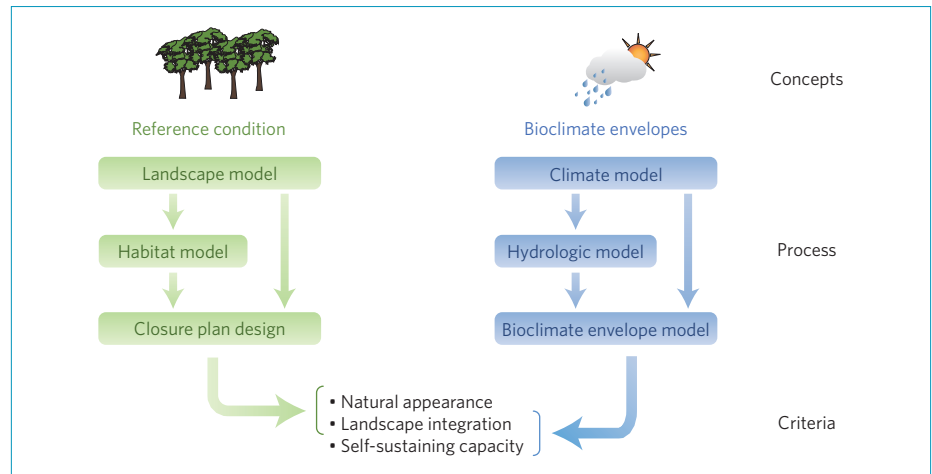 Concepts
Reference condition
Bioclimate envelopes
Landscape model
Climate model
Habitat model
Hydrologic model
Process
Closure plan design
Bioclimate envelope model
• Natural appearance
• Landscape integration
• Self-sustaining capacity
Criteria